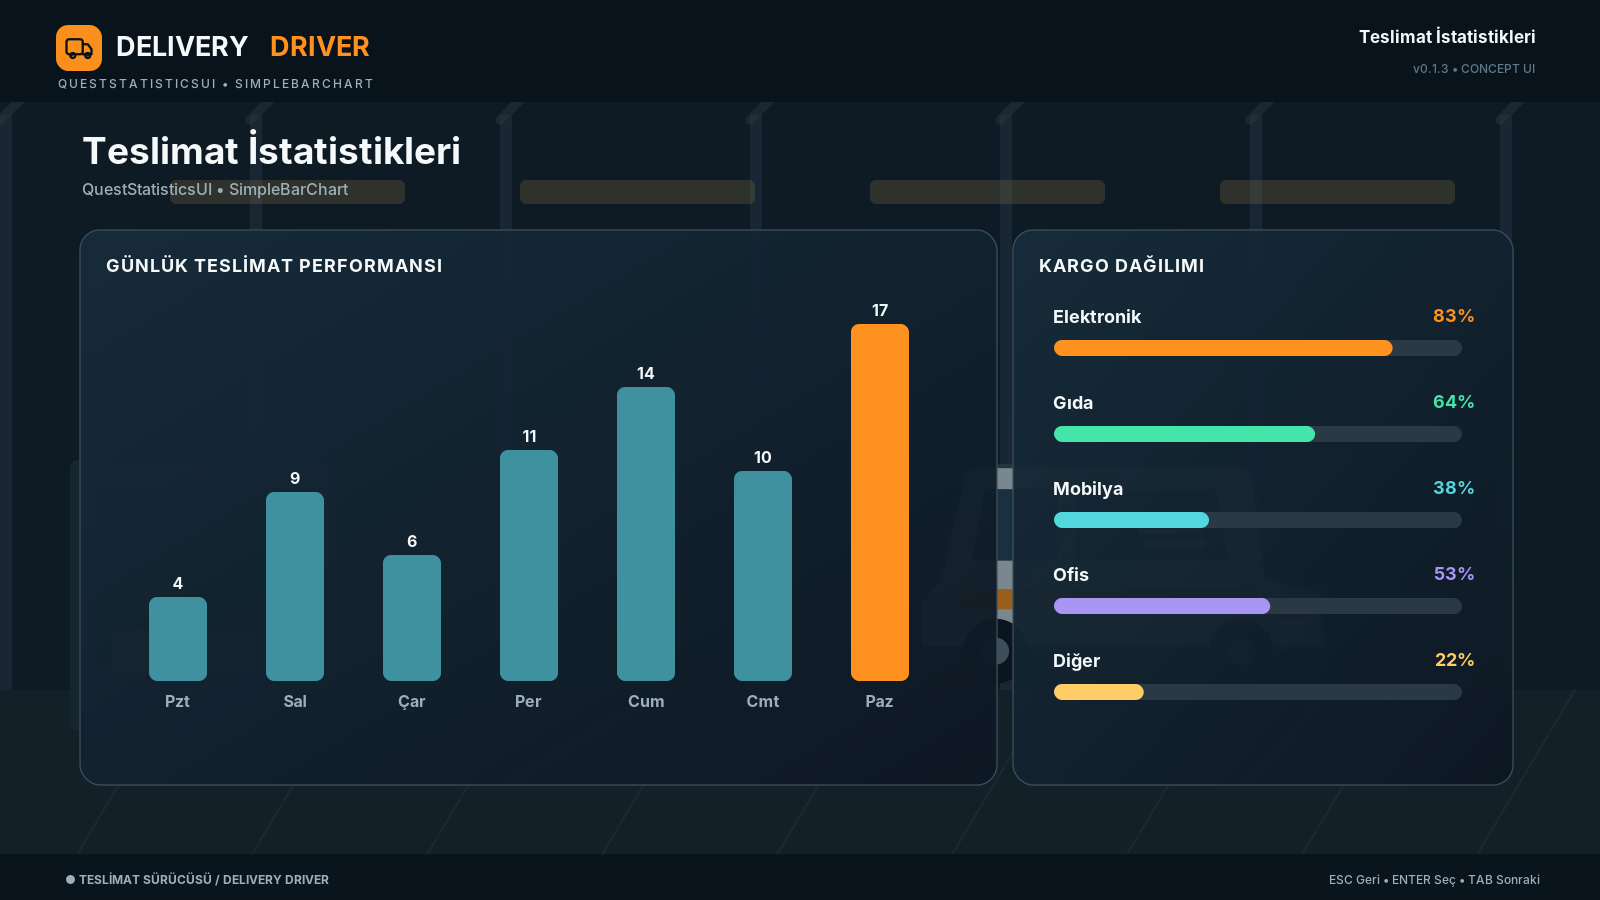 DELIVERY DRIVER
QUESTSTATISTICSUI • SIMPLEBARCHART
Teslimat İstatistikleri
v0.1.3 • CONCEPT UI
Teslimat İstatistikleri
QuestStatisticsUI • SimpleBarChart
GÜNLÜK TESLİMAT PERFORMANSI
4
9
6
11
14
10
17
Pzt
Sal
Çar
Per
Cum
Cmt
Paz
KARGO DAĞILIMI
Elektronik 83%
Gıda 64%
Mobilya 38%
Ofis 53%
Diğer 22%
TESLİMAT SÜRÜCÜSÜ / DELIVERY DRIVER
ESC Geri • ENTER Seç • TAB Sonraki